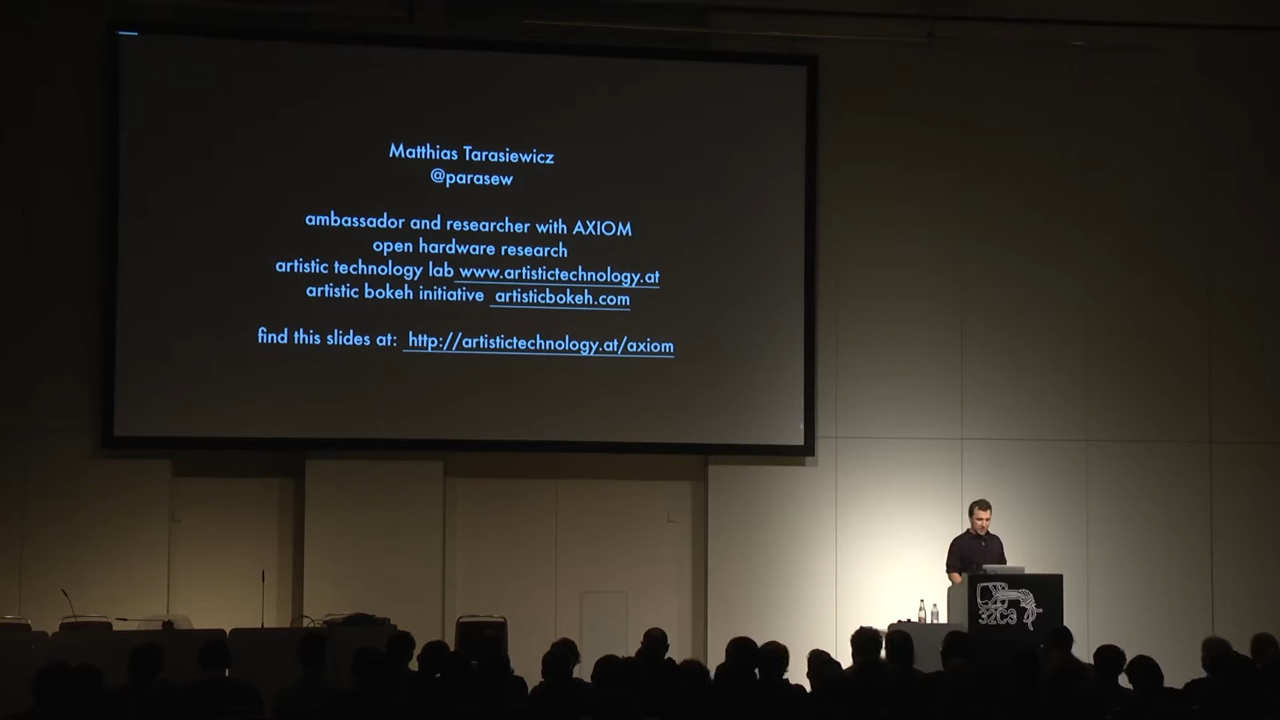 Matthias Tarasiewicz
@parasew
ambassador and researcher with AXIOM
open hardware research
artistic technology lab www.artistictechnology.at
artistic bokeh initiative artisticbokeh.com
find this slides at: http://artistictechnology.at/axiom
32C3